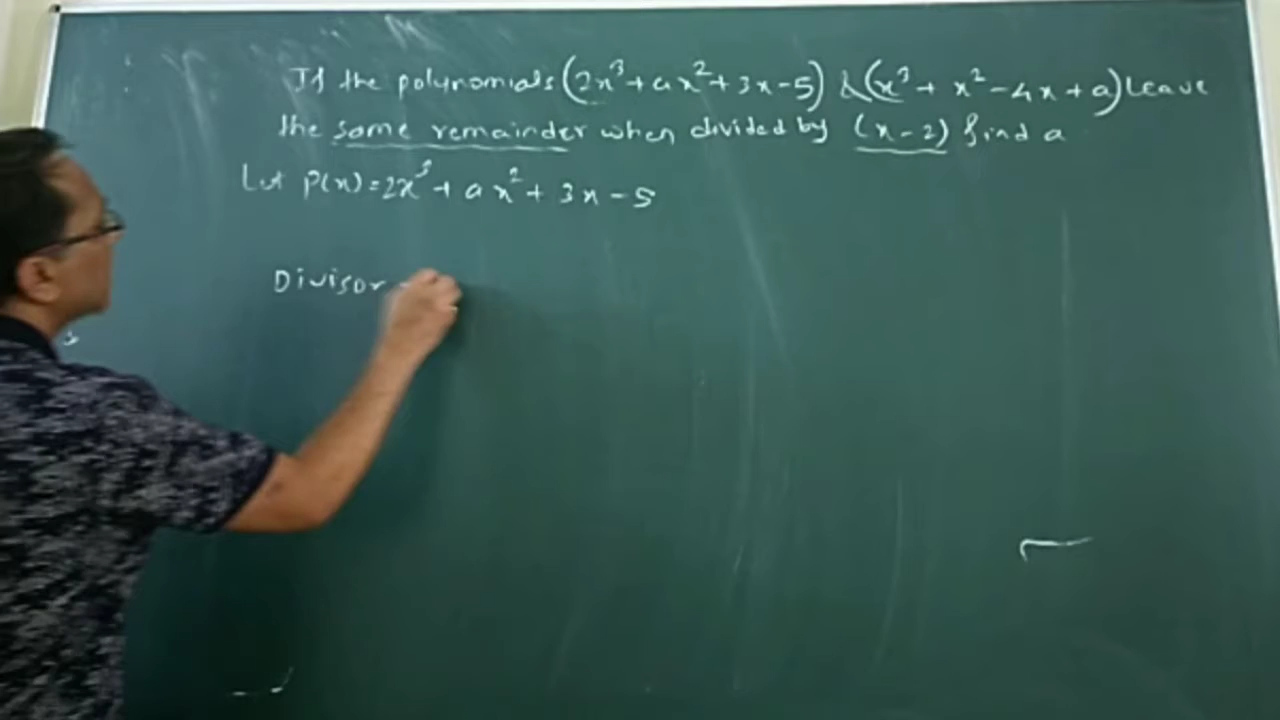 If the polynomials (2x³ + ax² + 3x - 5) & (x³ + x² - 4x + a) Leave
the same remainder when divided by (x - 2) find a
Let P(x) = 2x³ + ax² + 3x - 5
Divisor